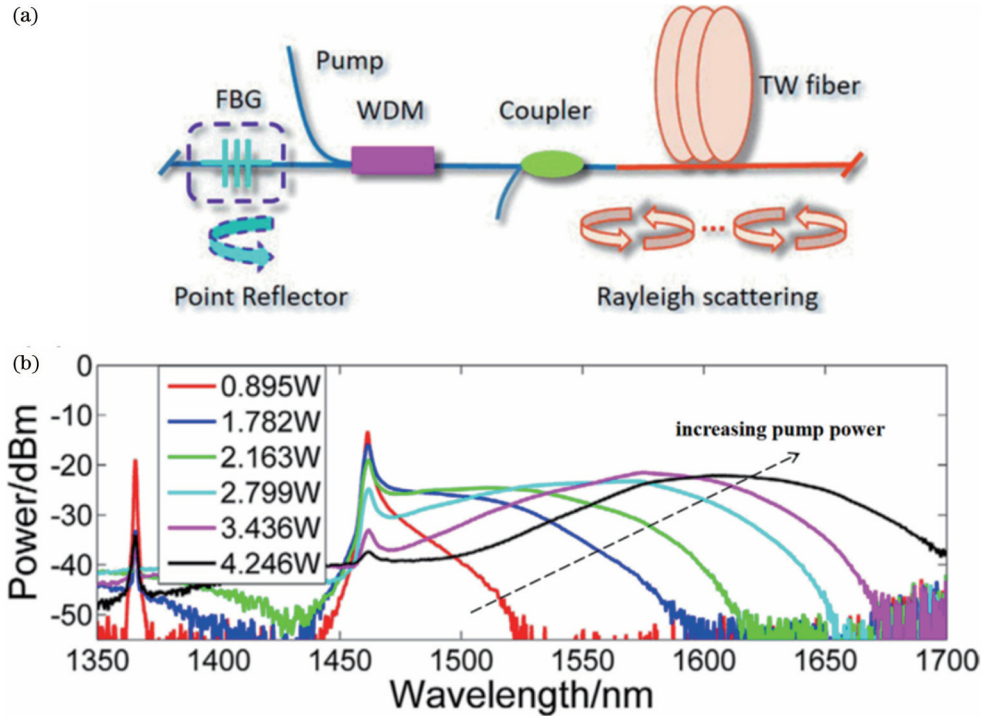 (a)
Pump
FBG
WDM
Coupler
TW fiber
Point Reflector
...
Rayleigh scattering
(b)
0
-10
-20
-30
-40
-50
Power/dBm
0.895W
1.782W
2.163W
2.799W
3.436W
4.246W
increasing pump power
1350 1400 1450 1500 1550 1600 1650 1700
Wavelength/nm